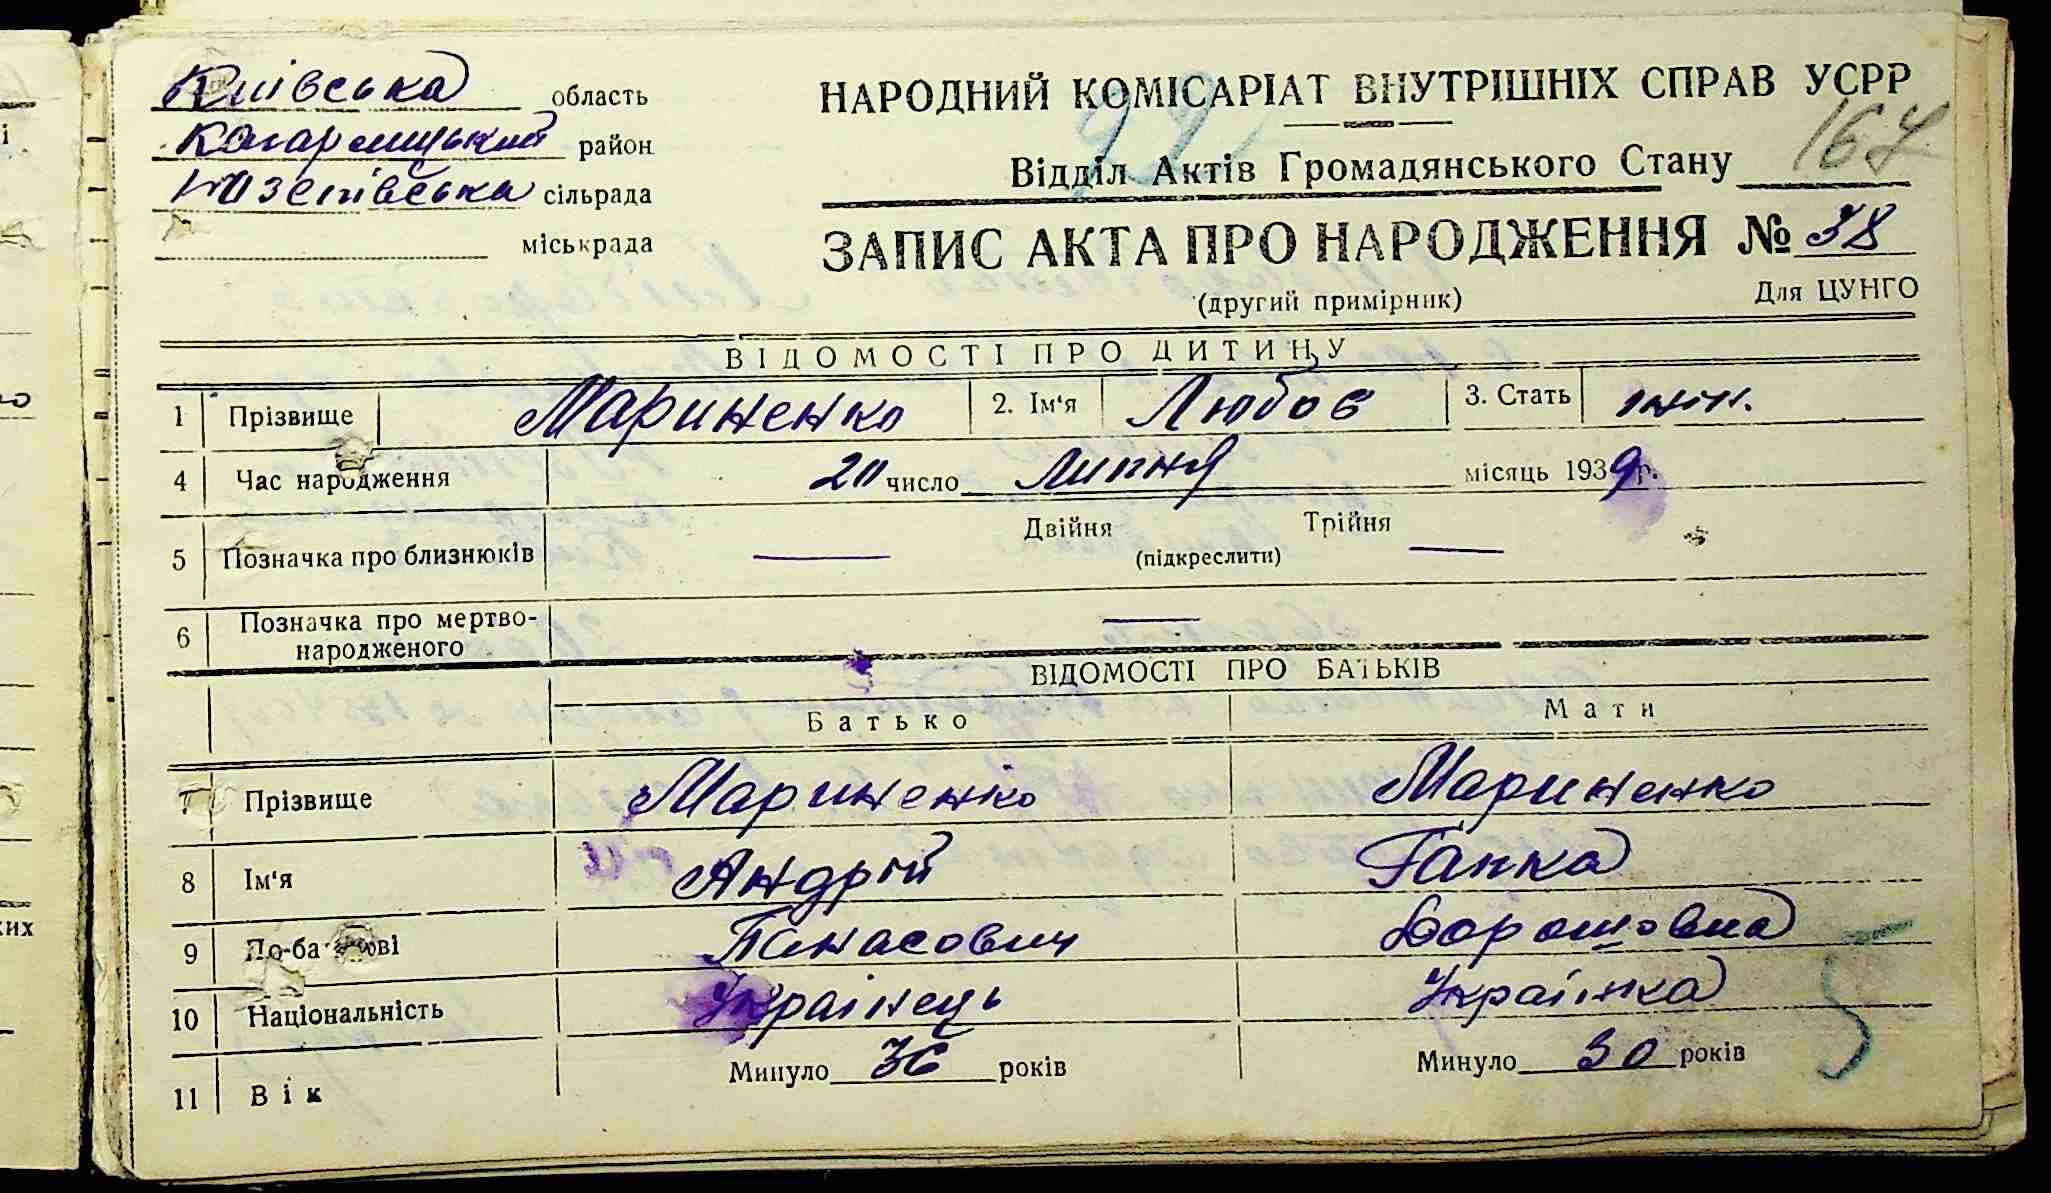 Київська область
Кагарлицький район
сільрада
міськрада
НАРОДНИЙ КОМІСАРІАТ ВНУТРІШНІХ СПРАВ УСРР
Відділ Актів Громадянського Стану
167
ЗАПИС АКТА ПРО НАРОДЖЕННЯ № 38
(другий примірник) Для ЦУНГО
ВІДОМОСТІ ПРО ДИТИНУ
1 Прізвище Мариненко 2. Ім'я Любов 3. Стать жін.
4 Час народження число Липня місяць 1939 р.
5 Позначка про близнюків — Двійня (підкреслити) Трійня —
6 Позначка про мертво-
народженого —
ВІДОМОСТІ ПРО БАТЬКІВ
Батько Мати
7 Прізвище Мариненко Мариненко
8 Ім'я Андрій Ганка
9 По-батькові Панасович Дорошовна
10 Національність Українець Українка
11 Вік Минуло 36 років Минуло 30 років
5